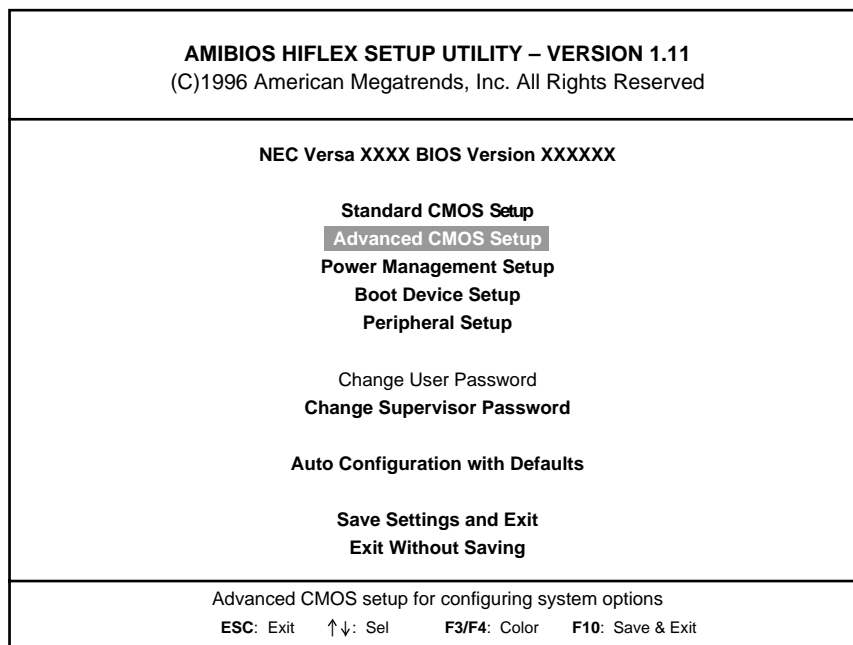 AMIBIOS HIFLEX SETUP UTILITY – VERSION 1.11
(C)1996 American Megatrends, Inc. All Rights Reserved
NEC Versa XXXX BIOS Version XXXXXX
Standard CMOS Setup
Advanced CMOS Setup
Power Management Setup
Boot Device Setup
Peripheral Setup
Change User Password
Change Supervisor Password
Auto Configuration with Defaults
Save Settings and Exit
Exit Without Saving
Advanced CMOS setup for configuring system options
ESC: Exit ↑↓: Sel F3/F4: Color F10: Save & Exit